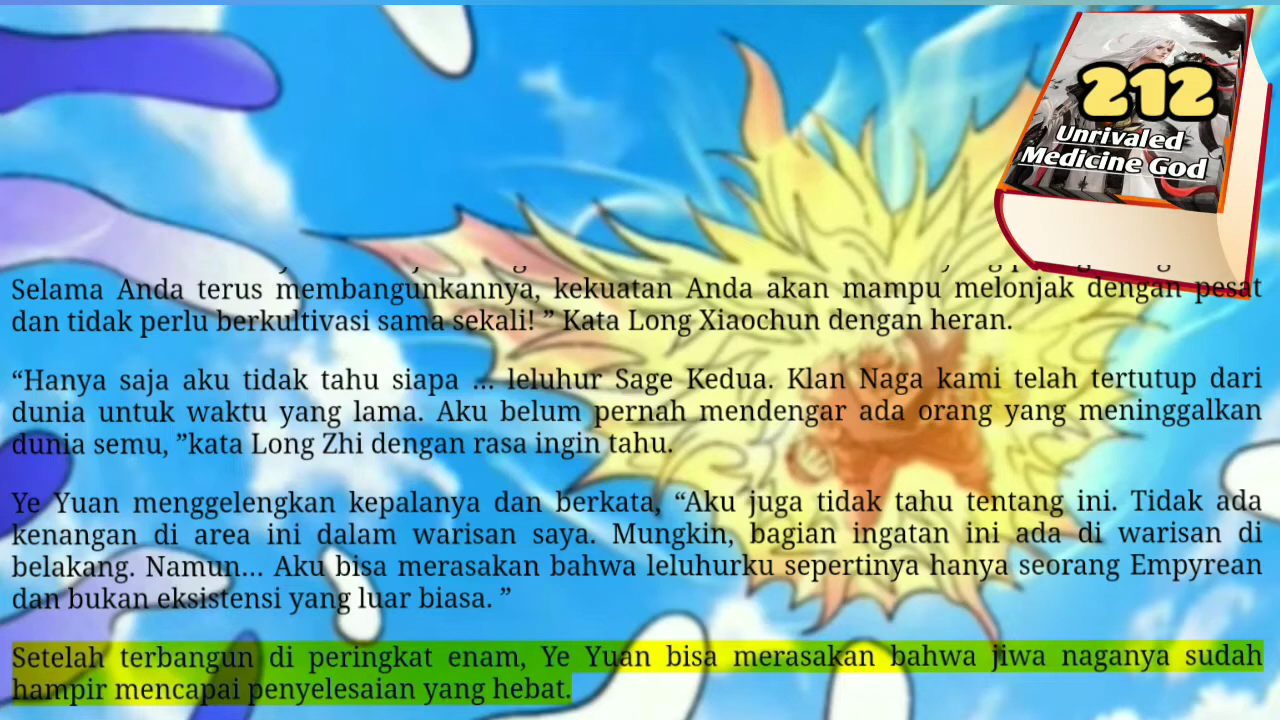 212
Unrivaled
Medicine God
Selama Anda terus membangunkannya, kekuatan Anda akan mampu melonjak dengan pesat
dan tidak perlu berkultivasi sama sekali! ” Kata Long Xiaochun dengan heran.
“Hanya saja aku tidak tahu siapa ... leluhur Sage Kedua. Klan Naga kami telah tertutup dari
dunia untuk waktu yang lama. Aku belum pernah mendengar ada orang yang meninggalkan
dunia semu, ”kata Long Zhi dengan rasa ingin tahu.
Ye Yuan menggelengkan kepalanya dan berkata, “Aku juga tidak tahu tentang ini. Tidak ada
kenangan di area ini dalam warisan saya. Mungkin, bagian ingatan ini ada di warisan di
belakang. Namun... Aku bisa merasakan bahwa leluhurku sepertinya hanya seorang Empyrean
dan bukan eksistensi yang luar biasa. ”
Setelah terbangun di peringkat enam, Ye Yuan bisa merasakan bahwa jiwa naganya sudah
hampir mencapai penyelesaian yang hebat.